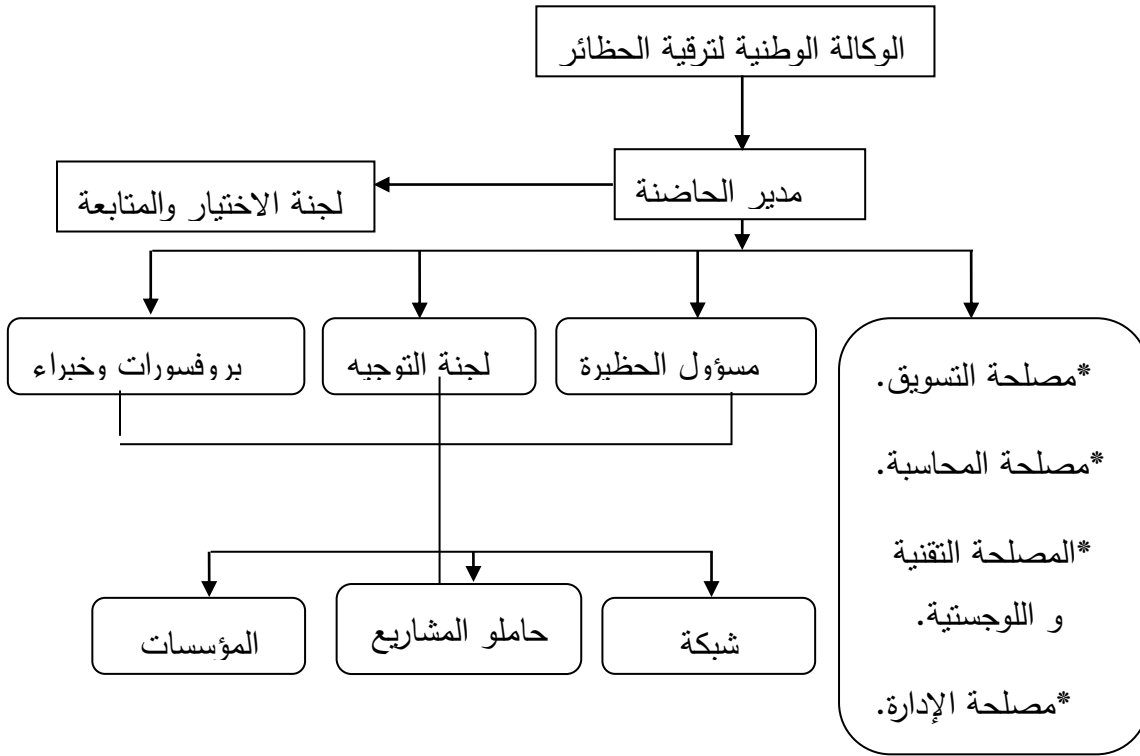 الوكالة الوطنية لترقية الحظائر
مدير الحاضنة
لجنة الاختيار والمتابعة
*مصلحة التسويق.
*مصلحة المحاسبة.
*المصلحة التقنية
و اللوجستية.
*مصلحة الإدارة.
مسؤول الحظيرة
لجنة التوجيه
بروفسورات وخبراء
شبكة
حاملو المشاريع
المؤسسات